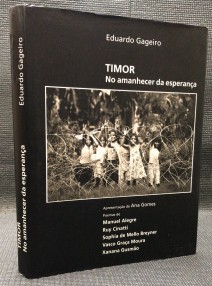 Eduardo Gageiro
TIMOR
No amanhecer da esperança
Apresentação de Ana Gomes
Poemas de
Manuel Alegre
Ruy Cinatti
Sophia de Mello Breyner
Vasco Graça Moura
Xanana Gusmão
Eduardo Gageiro
TIMOR
No amanhecer da esperança